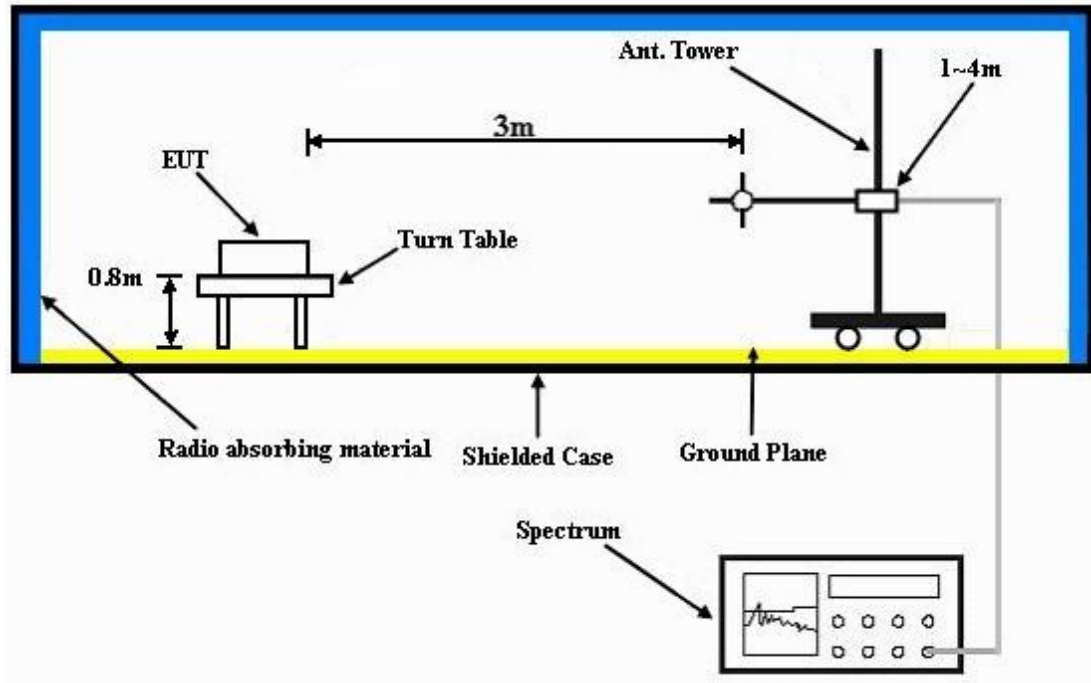 Ant. Tower
1~4m
3m
EUT
Turn Table
0.8m
Radio absorbing material
Shielded Case
Ground Plane
Spectrum